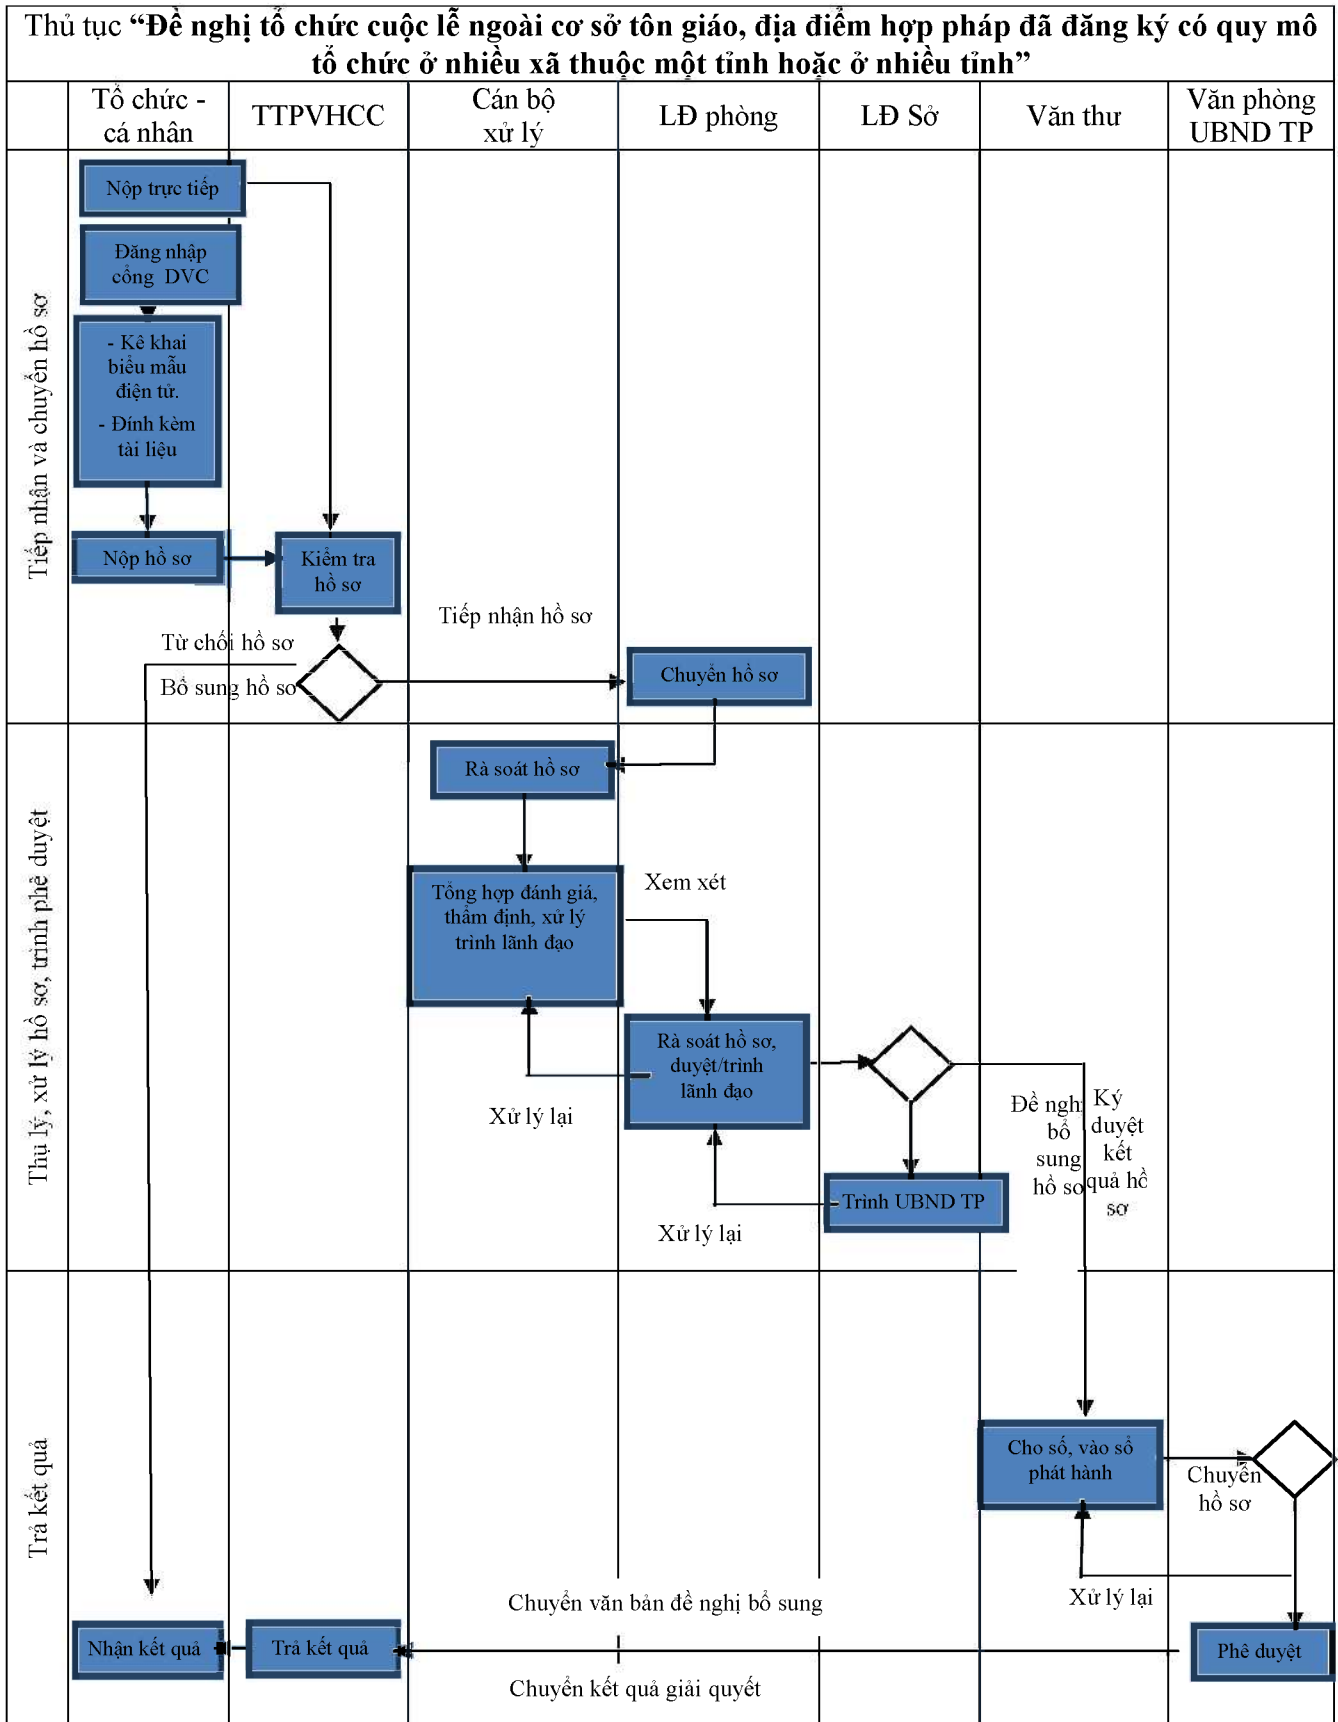 Thủ tục “Đề nghị tổ chức cuộc lễ ngoài cơ sở tôn giáo, địa điểm hợp pháp đã đăng ký có quy mô
tổ chức ở nhiều xã thuộc một tỉnh hoặc ở nhiều tỉnh”
Tổ chức -
cá nhân
TTPVHCC
Cán bộ
xử lý
LĐ phòng
LĐ Sở
Văn thư
Văn phòng
UBND TP
Tiếp nhận và chuyển hồ sơ
Nộp trực tiếp
Đăng nhập
cổng DVC
- Kê khai
biểu mẫu
điện tử.
- Đính kèm
tài liệu
Nộp hồ sơ
Kiểm tra
hồ sơ
Tiếp nhận hồ sơ
Từ chối hồ sơ
Bổ sung hồ sơ
Chuyển hồ sơ
Thụ lý, xử lý hồ sơ, trình phê duyệt
Rà soát hồ sơ
Tổng hợp đánh giá,
thẩm định, xử lý
trình lãnh đạo
Xem xét
Rà soát hồ sơ,
duyệt/trình
lãnh đạo
Xử lý lại
Trình UBND TP
Xử lý lại
Đề nghị
bổ
sung
hồ sơ
Ký
duyệt
kết
quả hồ
sơ
Trả kết quả
Cho số, vào sổ
phát hành
Chuyển
hồ sơ
Xử lý lại
Chuyển văn bản đề nghị bổ sung
Nhận kết quả
Trả kết quả
Phê duyệt
Chuyển kết quả giải quyết